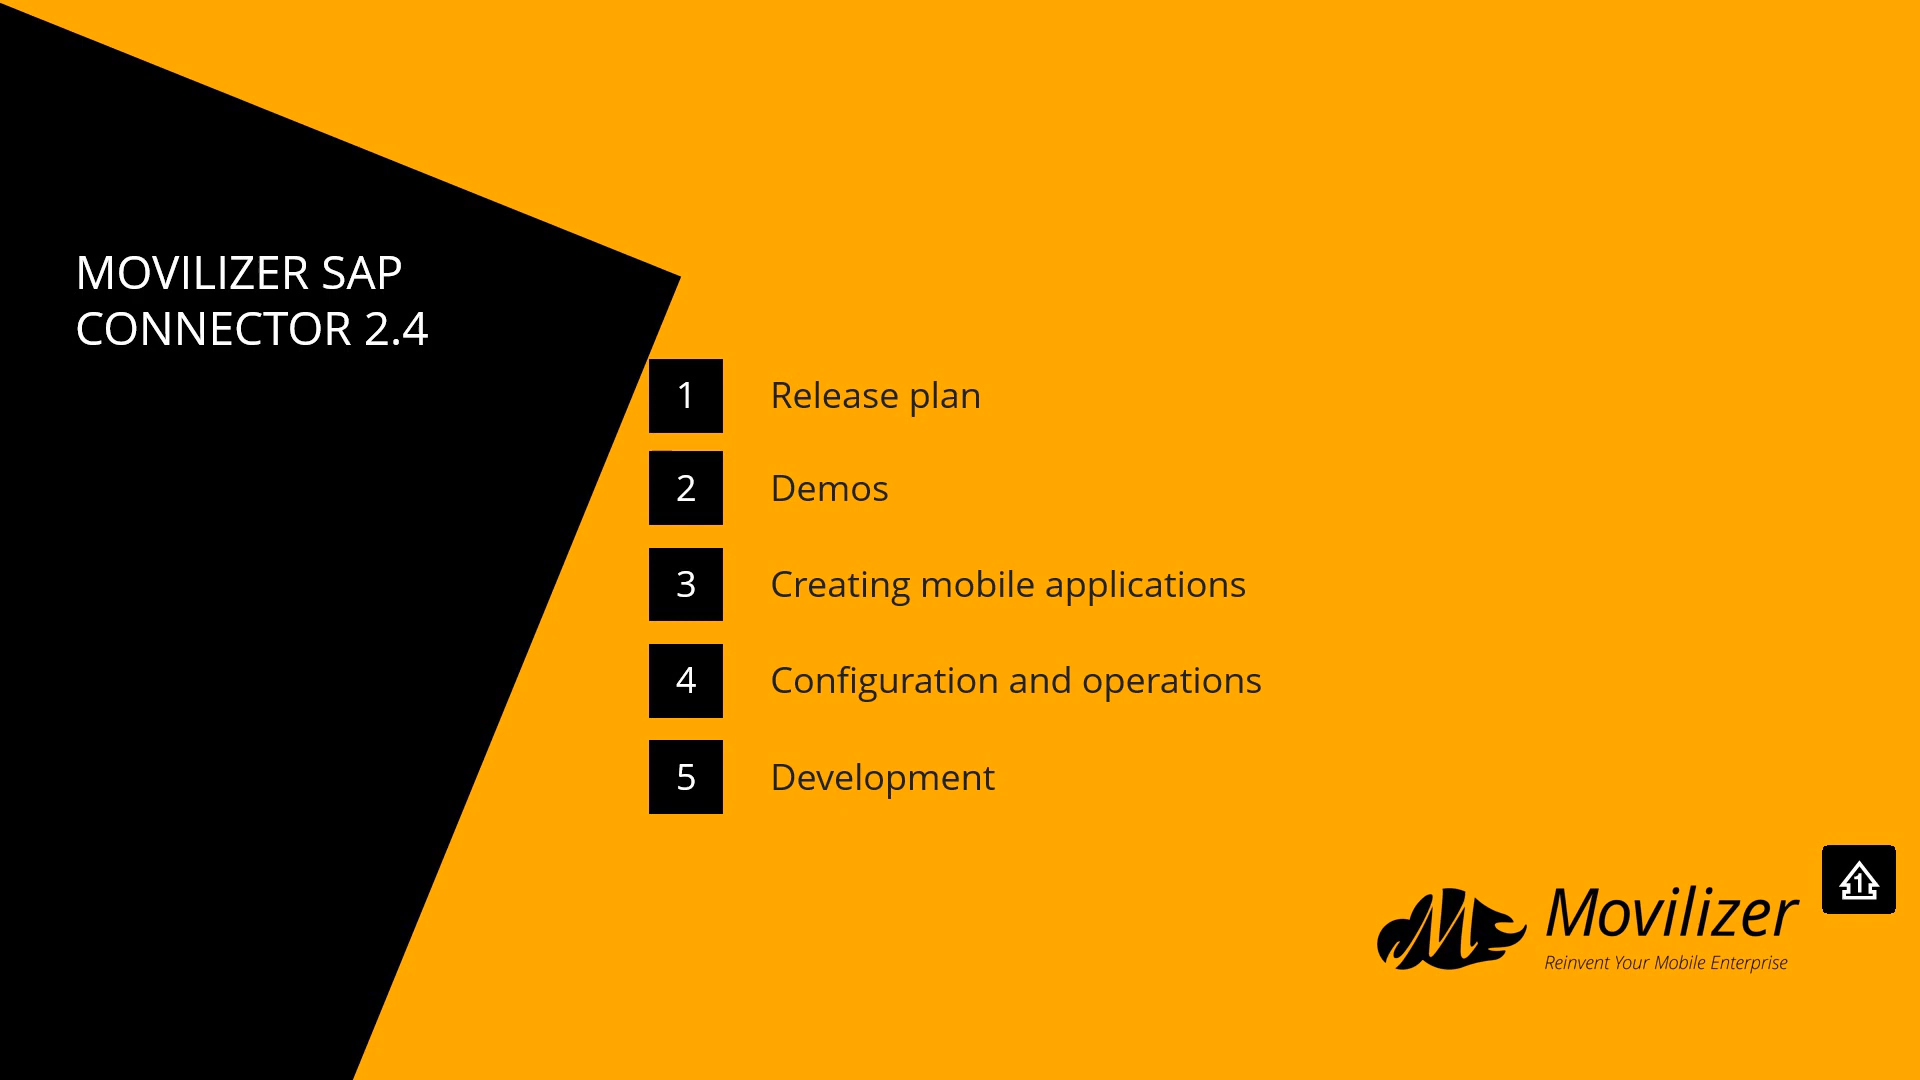 MOVILIZER SAP
CONNECTOR 2.4
1 Release plan
2 Demos
3 Creating mobile applications
4 Configuration and operations
5 Development
1
Movilizer
Reinvent Your Mobile Enterprise